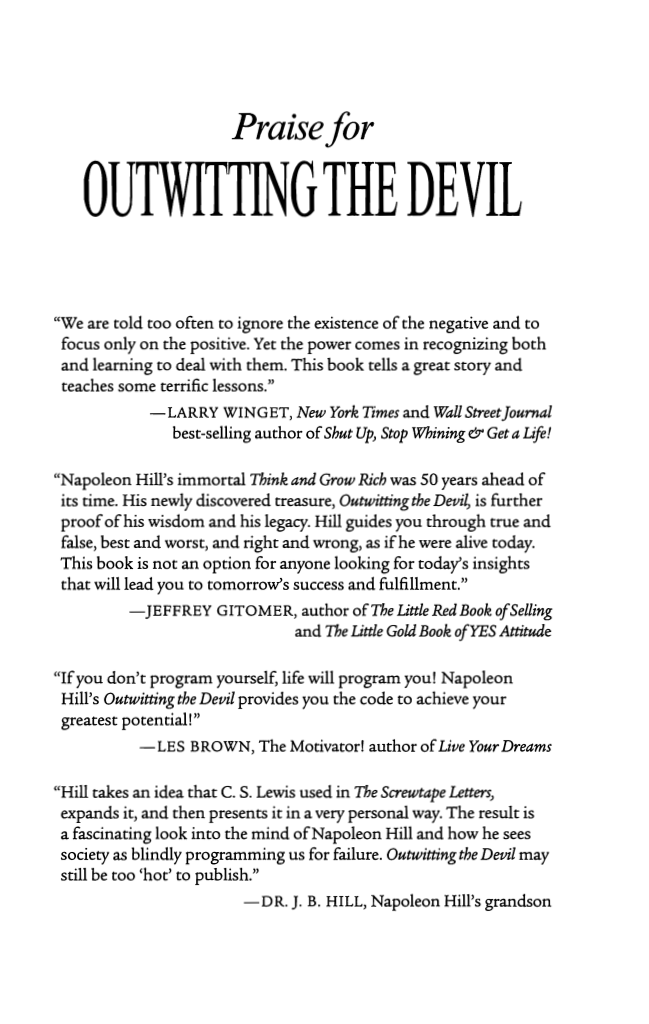 Praise for
OUTWITTING THE DEVIL
“We are told too often to ignore the existence of the negative and to
focus only on the positive. Yet the power comes in recognizing both
and learning to deal with them. This book tells a great story and
teaches some terrific lessons.”
—LARRY WINGET, New York Times and Wall Street Journal
best-selling author of Shut Up, Stop Whining & Get a Life!
“Napoleon Hill’s immortal Think and Grow Rich was 50 years ahead of
its time. His newly discovered treasure, Outwitting the Devil, is further
proof of his wisdom and his legacy. Hill guides you through true and
false, best and worst, and right and wrong, as if he were alive today.
This book is not an option for anyone looking for today’s insights
that will lead you to tomorrow’s success and fulfillment.”
—JEFFREY GITOMER, author of The Little Red Book of Selling
and The Little Gold Book of YES Attitude
“If you don’t program yourself, life will program you! Napoleon
Hill’s Outwitting the Devil provides you the code to achieve your
greatest potential!”
—LES BROWN, The Motivator! author of Live Your Dreams
“Hill takes an idea that C. S. Lewis used in The Screwtape Letters,
expands it, and then presents it in a very personal way. The result is
a fascinating look into the mind of Napoleon Hill and how he sees
society as blindly programming us for failure. Outwitting the Devil may
still be too ‘hot’ to publish.”
—DR. J. B. HILL, Napoleon Hill’s grandson